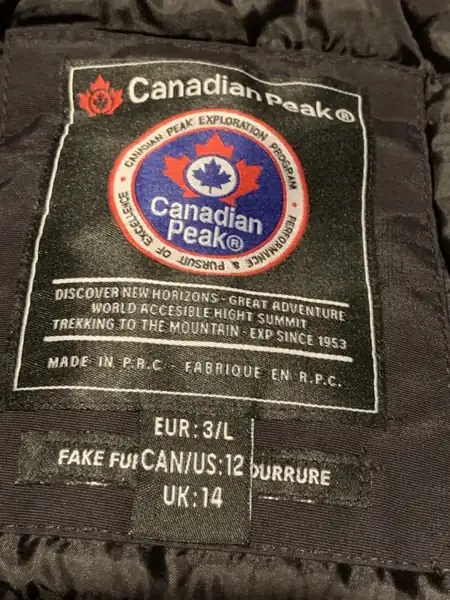 Canadian Peak®
CANADIAN PEAK EXPLORATION PROGRAM
Canadian
Peak®
PERFORMANCE & PURSUIT OF EXCELLENCE
DISCOVER NEW HORIZONS - GREAT ADVENTURE
WORLD ACCESIBLE HIGHT SUMMIT
TREKKING TO THE MOUNTAIN - EXP SINCE 1953
MADE IN P.R.C - FABRIQUE EN R.P.C.
EUR: 3/L
FAKE
CAN/US: 12
UK: 14